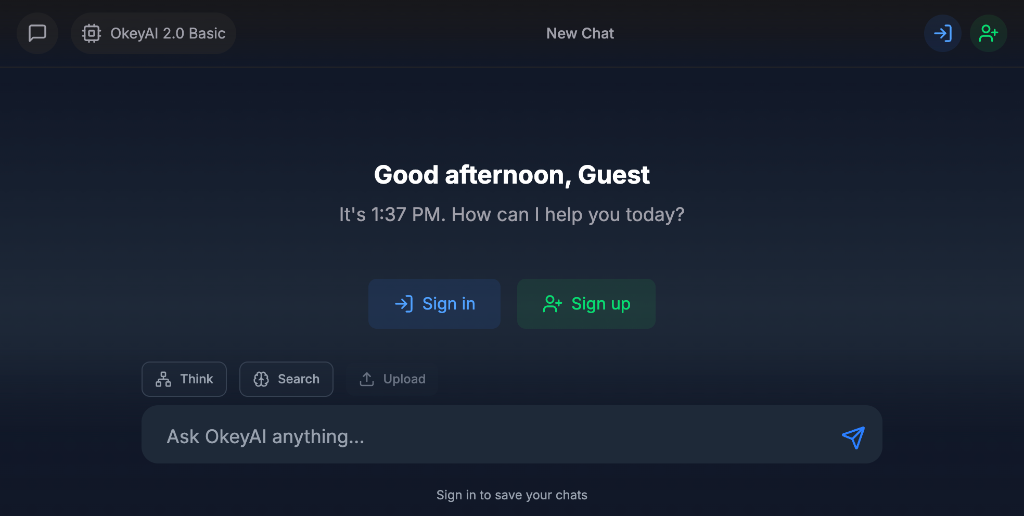 OkeyAI 2.0 Basic
New Chat
Good afternoon, Guest
It's 1:37 PM. How can I help you today?
Sign in
Sign up
Think
Search
Upload
Ask OkeyAI anything...
Sign in to save your chats